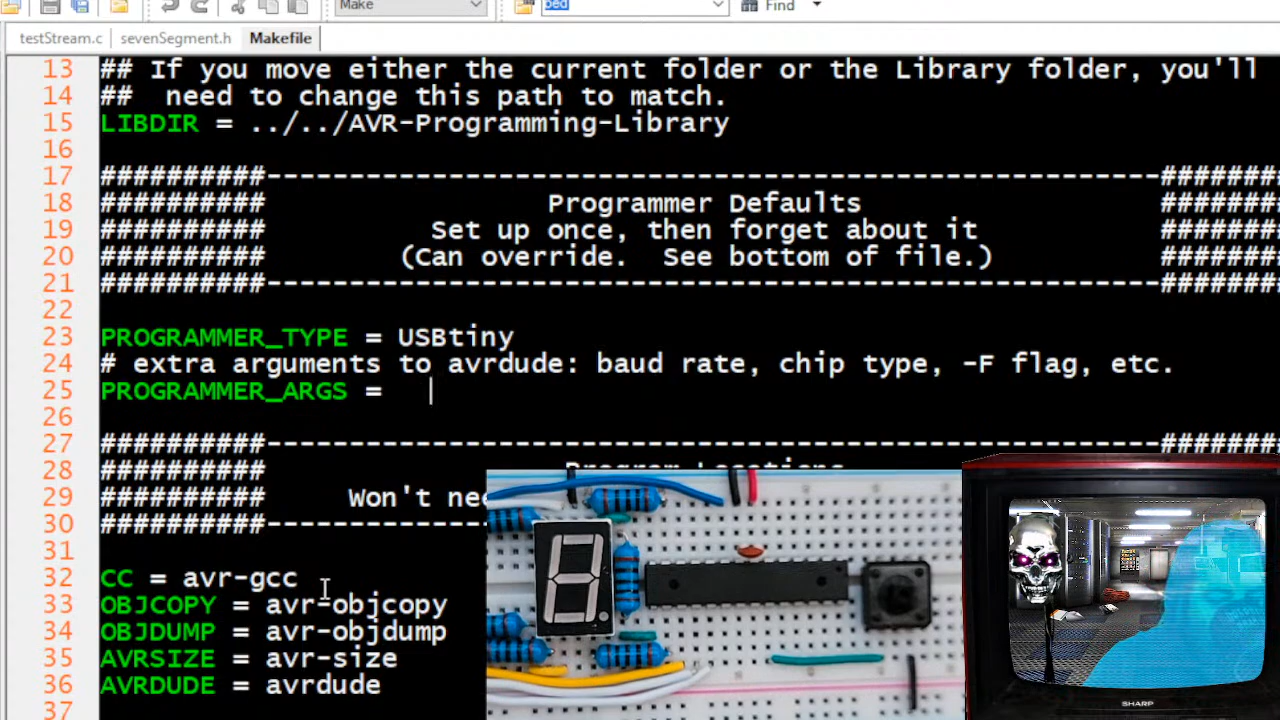 Make
bed
Find
testStream.c
sevenSegment.h
Makefile
13 ## If you move either the current folder or the Library folder, you'll
14 ##  need to change this path to match.
15 LIBDIR = ../../AVR-Programming-Library
16
17 ##########------------------------------------------------------########
18 ########## Programmer Defaults ########
19 ########## Set up once, then forget about it ########
20 ########## (Can override.  See bottom of file.) ########
21 ##########------------------------------------------------------########
22
23 PROGRAMMER_TYPE = USBtiny
24 # extra arguments to avrdude: baud rate, chip type, -F flag, etc.
25 PROGRAMMER_ARGS =
26
27 ##########------------------------------------------------------########
28 ########## Program Locations
29 ########## Won't
30 ##########--------------
31
32 CC = avr-gcc
33 OBJCOPY = avr-objcopy
34 OBJDUMP = avr-objdump
35 AVRSIZE = avr-size
36 AVRDUDE = avrdude
37
SHARP